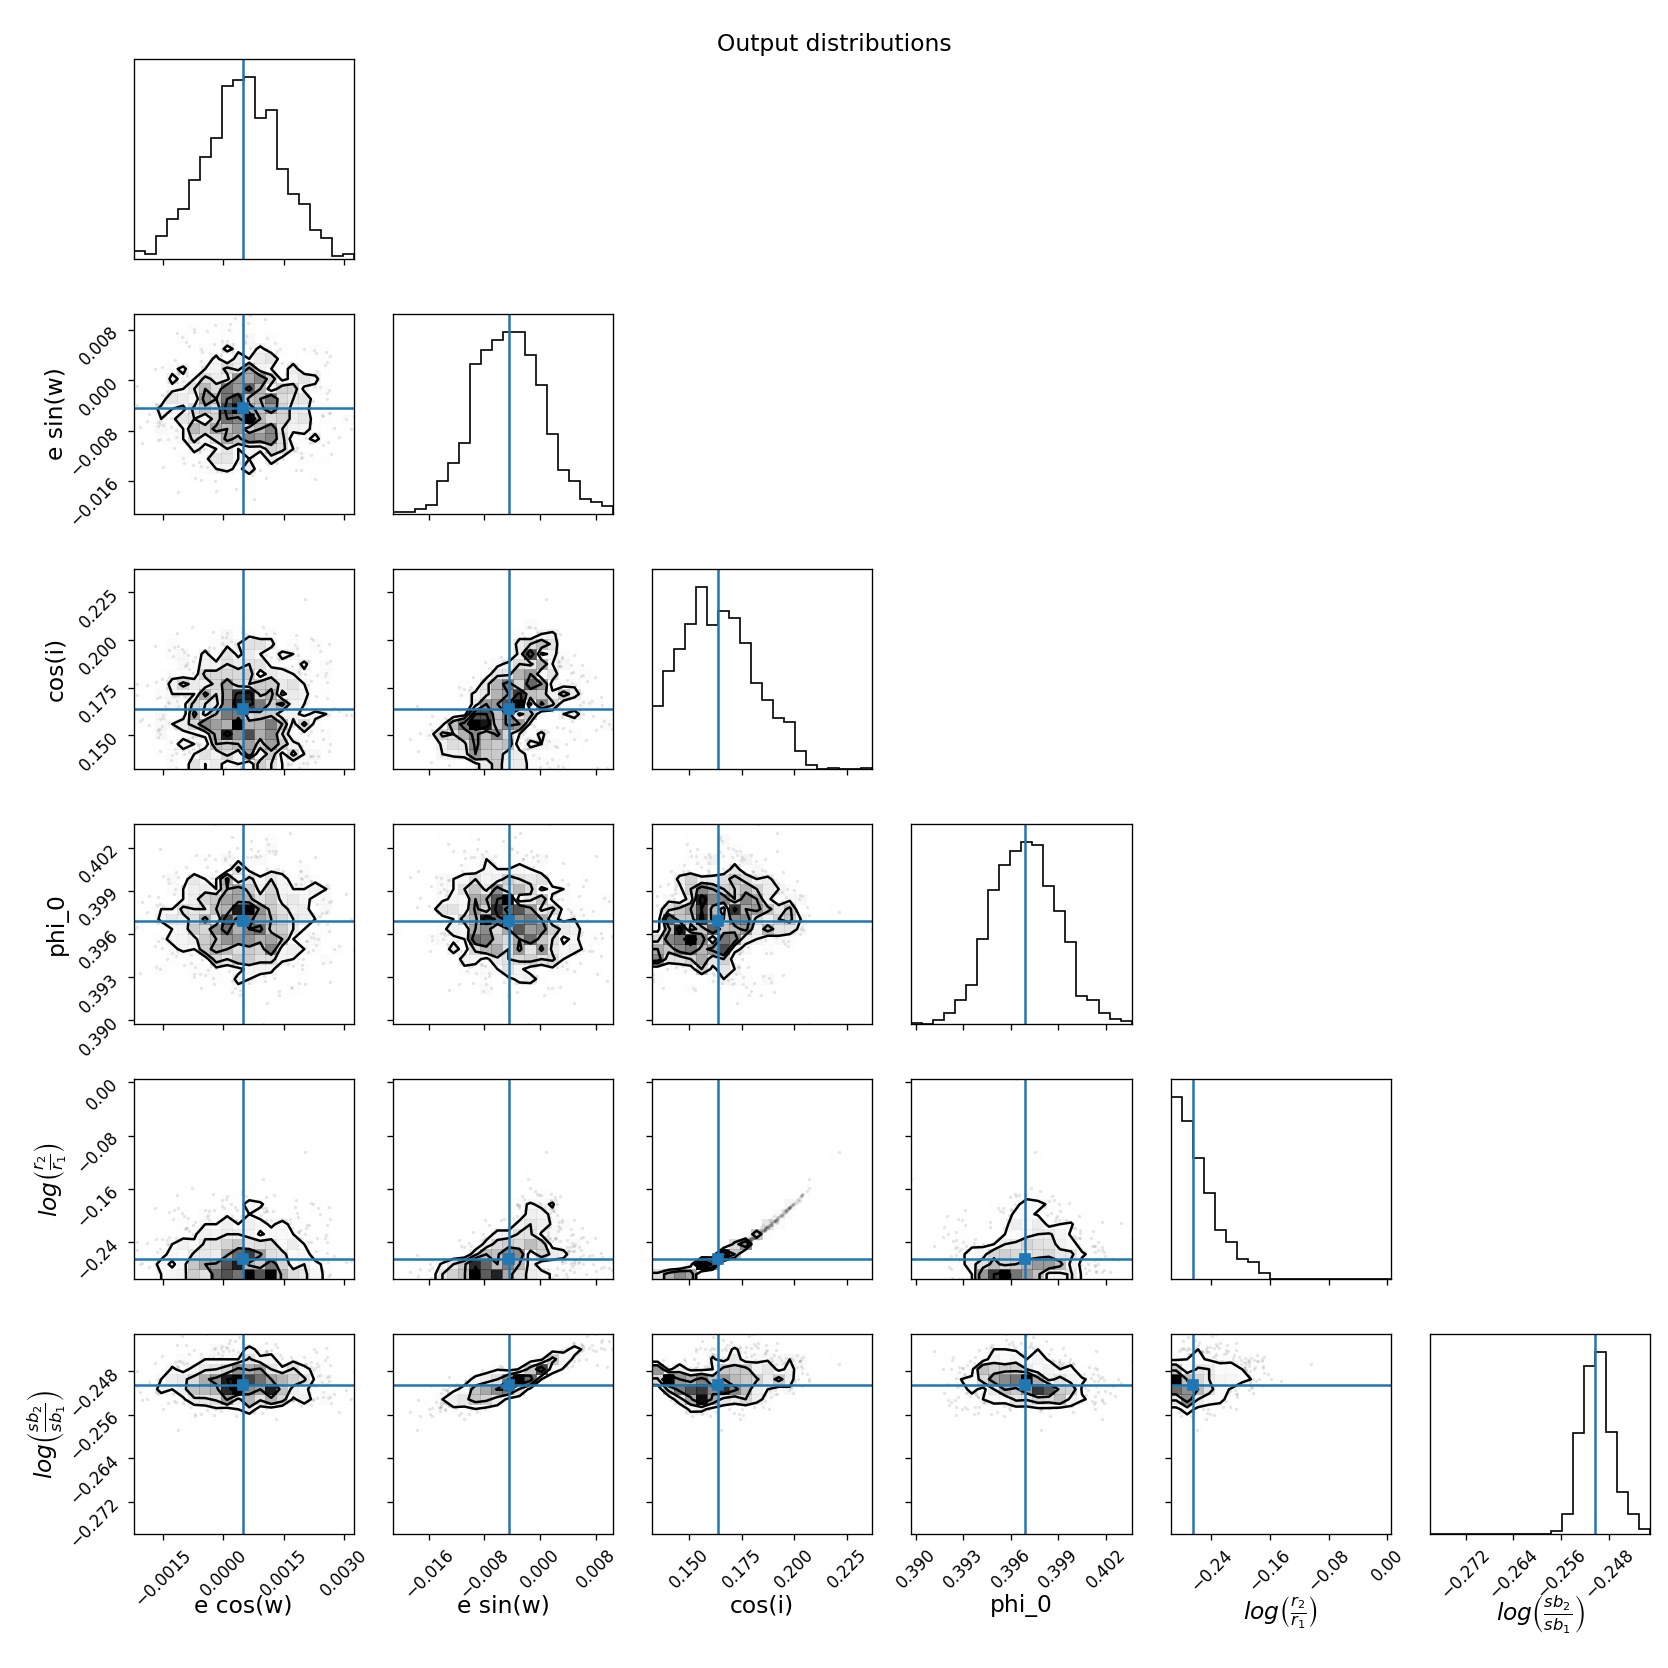 Output distributions
0.008
0.000
−0.008
−0.016
e sin(w)
0.225
0.200
0.175
0.150
cos(i)
0.402
0.399
0.396
0.393
0.390
phi_0
0.00
−0.08
−0.16
−0.24
log(r2/r1)
−0.248
−0.256
−0.264
−0.272
log(sb2/sb1)
−0.0015 0.0000 0.0015 0.0030 −0.016 −0.008 0.000 0.008 0.150 0.175 0.200 0.225 0.390 0.393 0.396 0.399 0.402 −0.24 −0.16 −0.08 0.00 −0.272 −0.264 −0.256 −0.248
e cos(w) e sin(w) cos(i) phi_0 log(r2/r1) log(sb2/sb1)